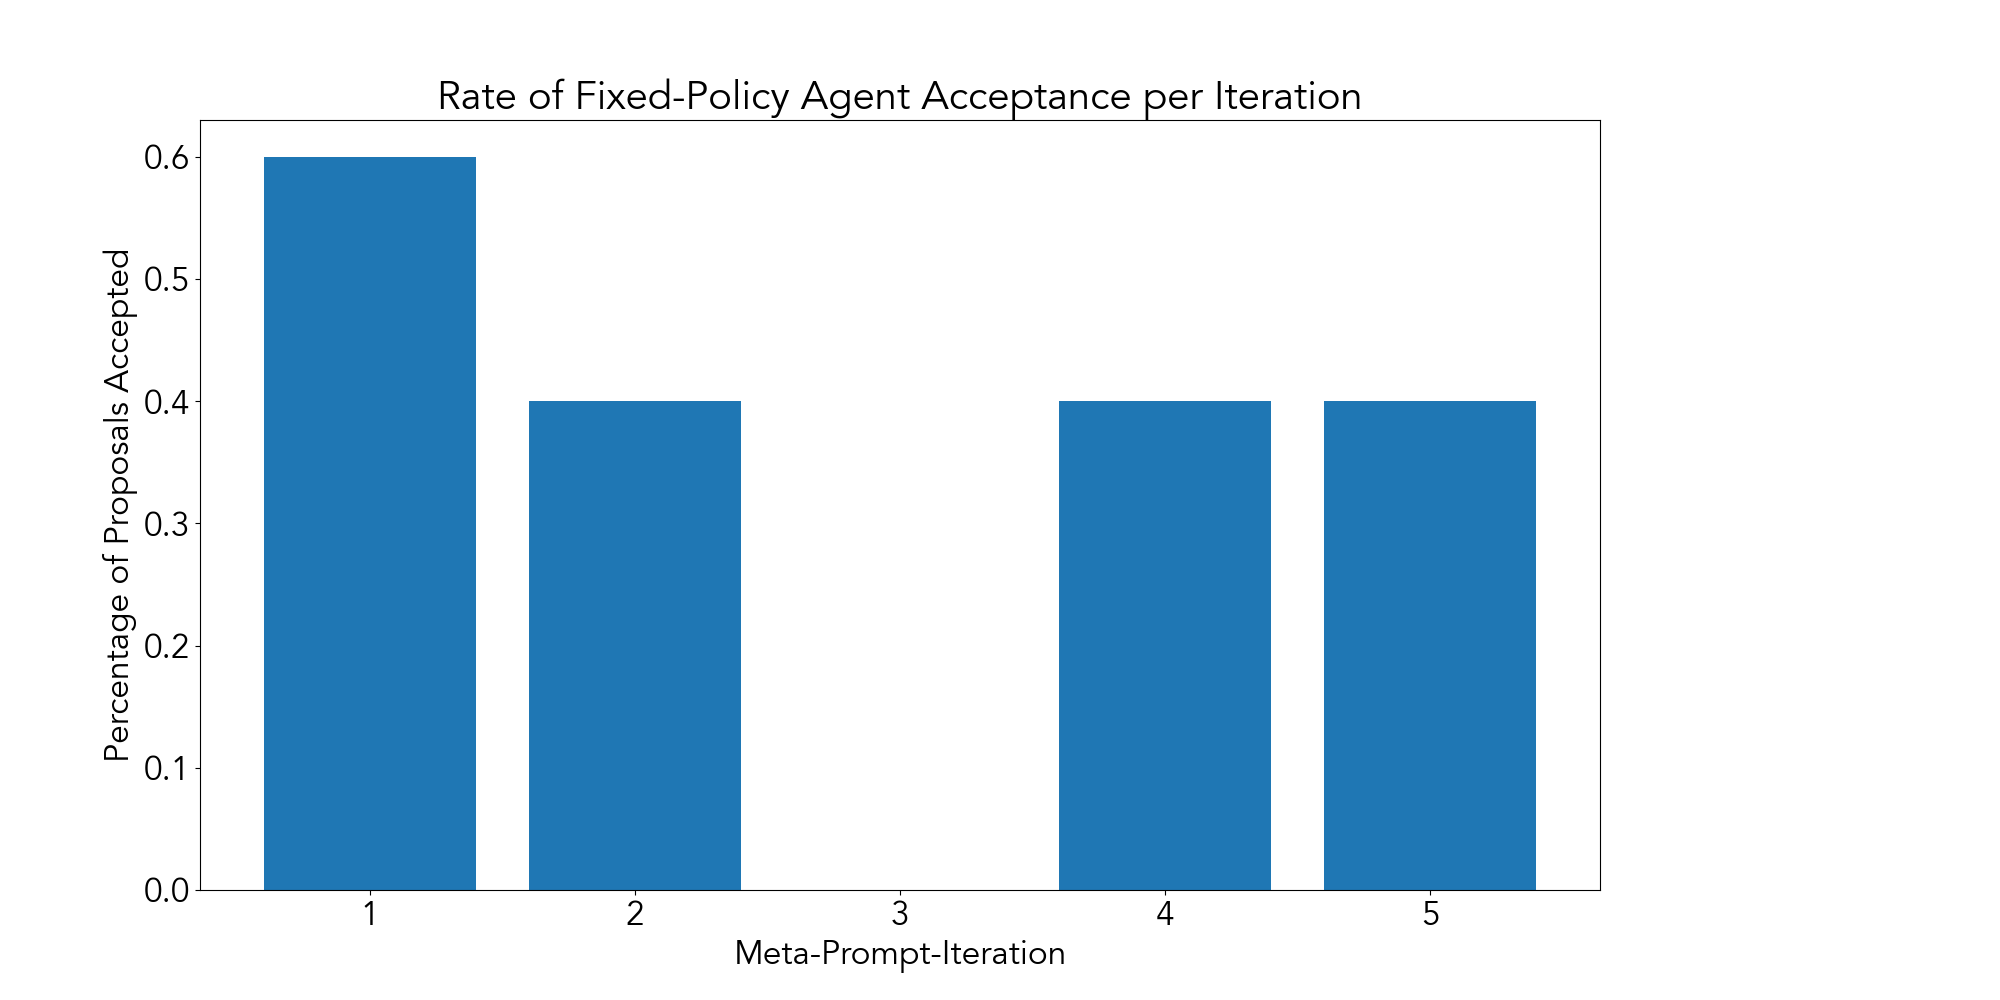 Rate of Fixed-Policy Agent Acceptance per Iteration
Percentage of Proposals Accepted
0.6
0.5
0.4
0.3
0.2
0.1
0.0
1 2 3 4 5
Meta-Prompt-Iteration